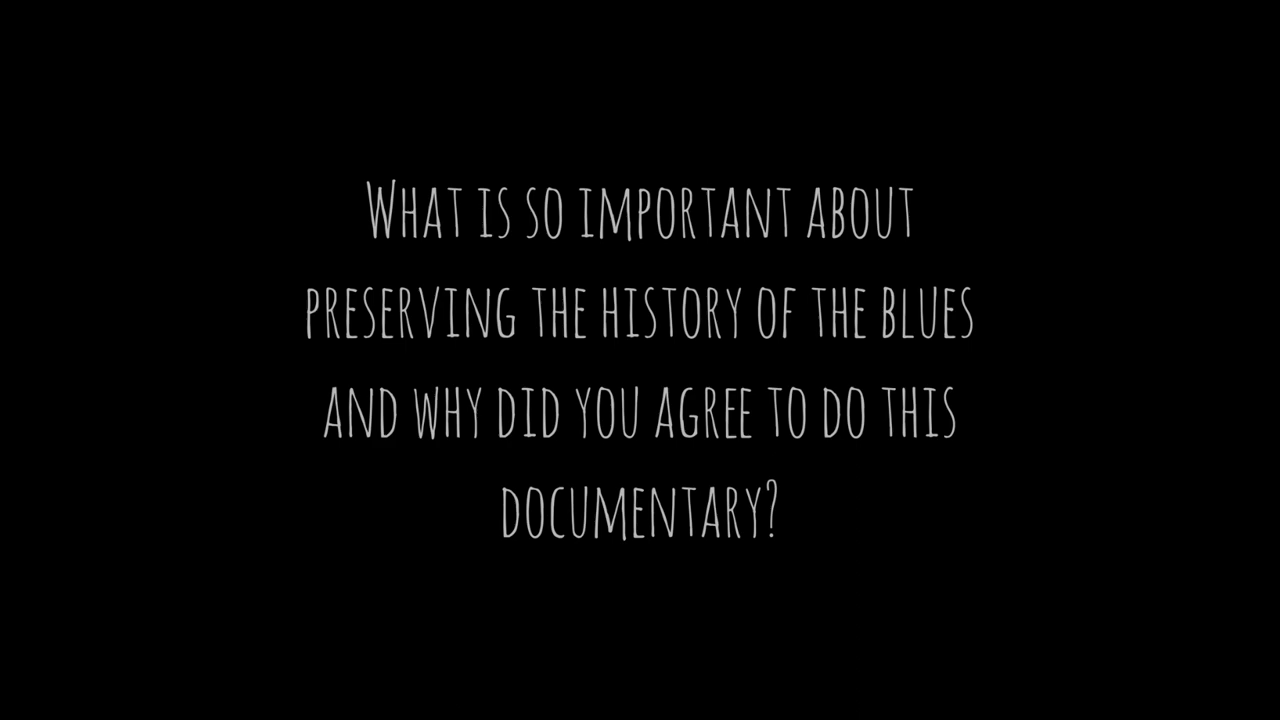 What is so important about
preserving the history of the blues
and why did you agree to do this
documentary?